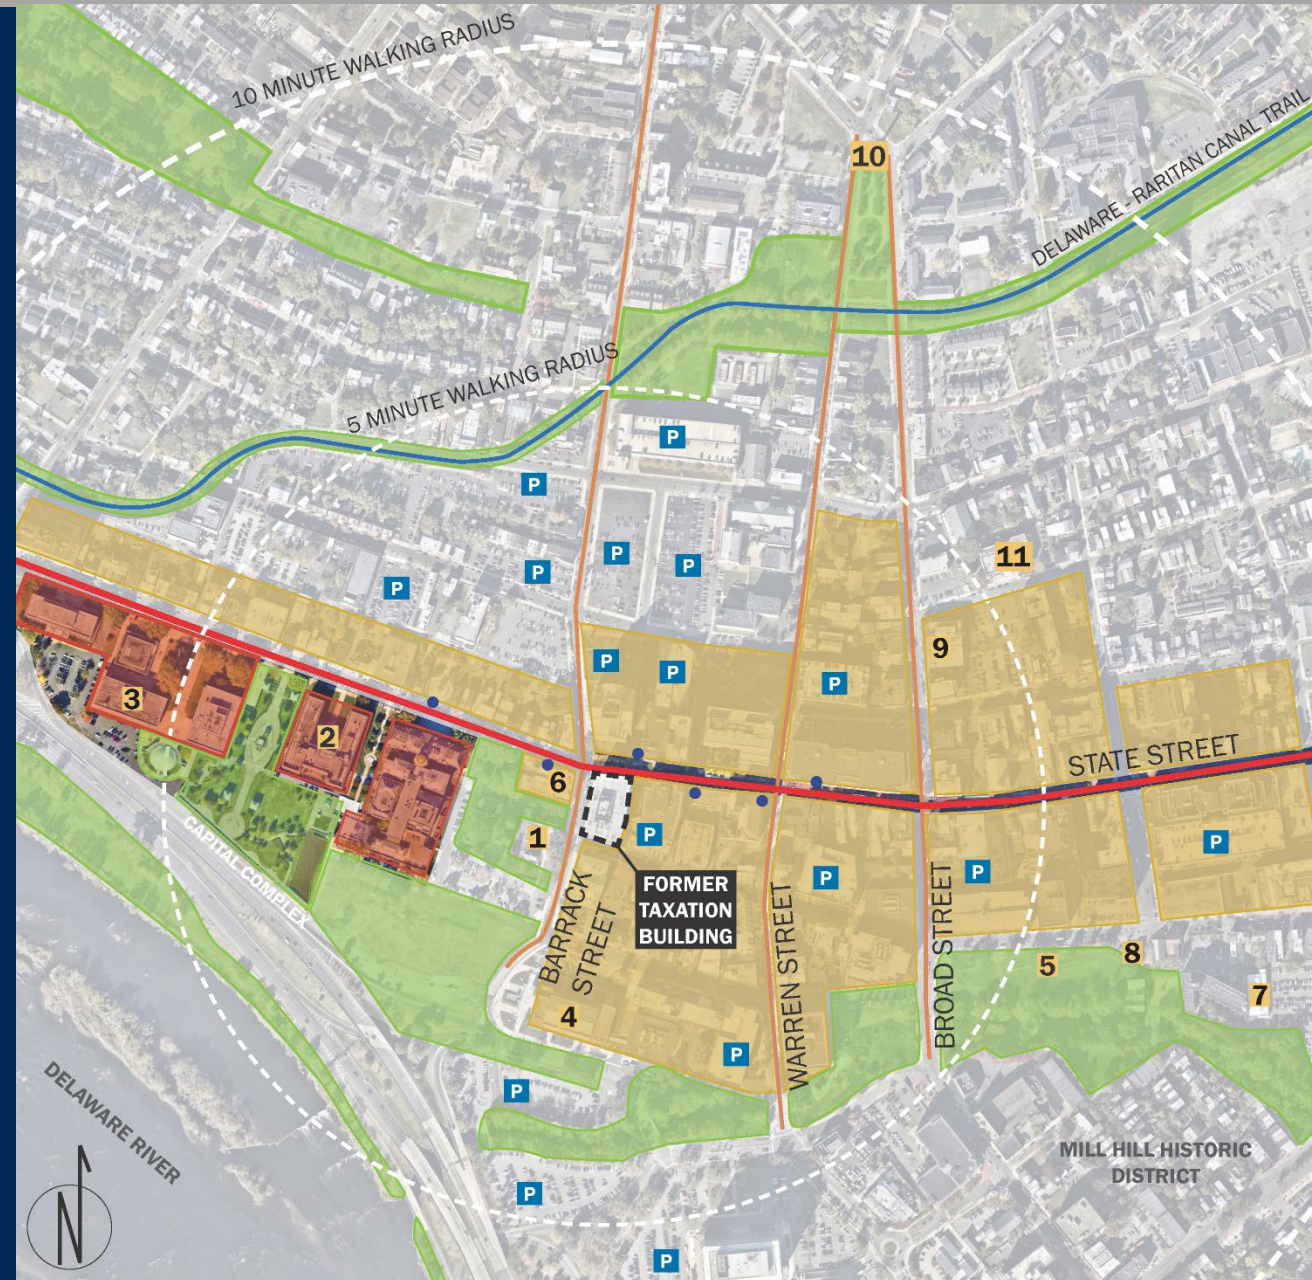 10 MINUTE WALKING RADIUS
10
DELAWARE - RARITAN CANAL TRAIL
5 MINUTE WALKING RADIUS
P
P
P
P
P
P
11
P
P
9
P
3
2
STATE STREET
6
1
P
P
P
P
CAPITAL COMPLEX
FORMER
TAXATION
BUILDING
BARRACK
STREET
WARREN STREET
BROAD STREET
8
5
7
4
P
P
DELAWARE RIVER
MILL HILL HISTORIC
DISTRICT
P
N
P